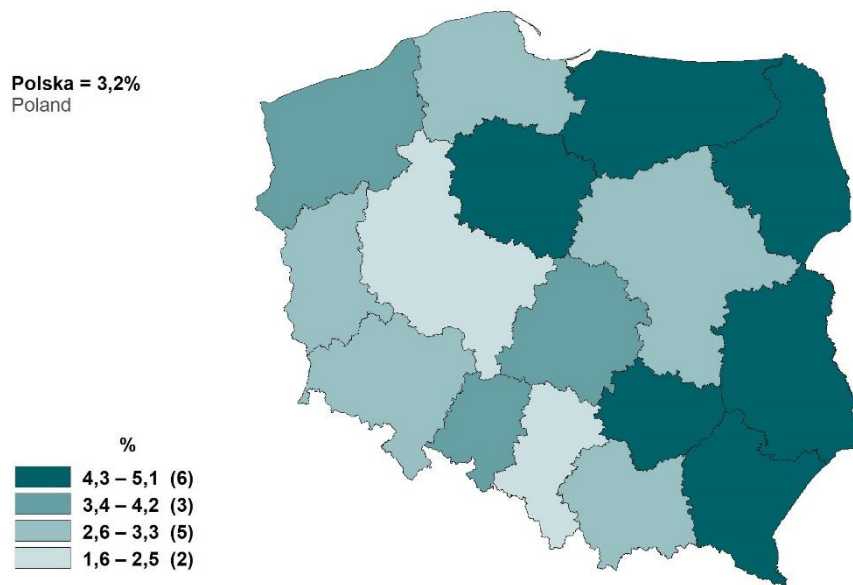 Polska = 3,2%
Poland
%
4,3 – 5,1 (6)
3,4 – 4,2 (3)
2,6 – 3,3 (5)
1,6 – 2,5 (2)